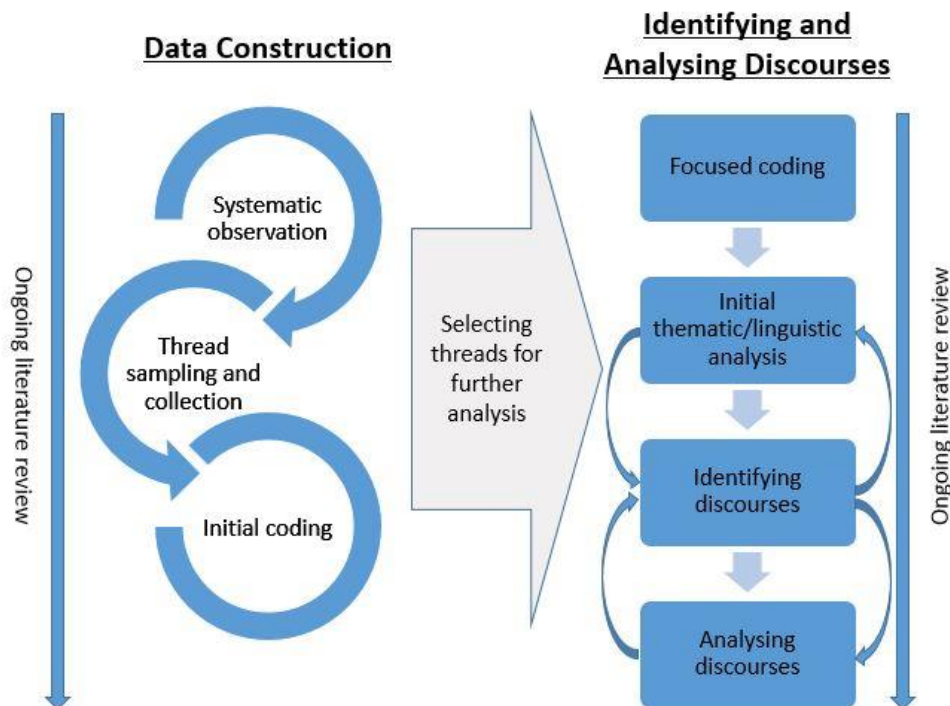 Data Construction
Identifying and
Analysing Discourses
Ongoing literature review
Systematic
observation
Thread
sampling and
collection
Initial coding
Selecting
threads for
further
analysis
Focused coding
Initial
thematic/linguistic
analysis
Identifying
discourses
Analysing
discourses
Ongoing literature review